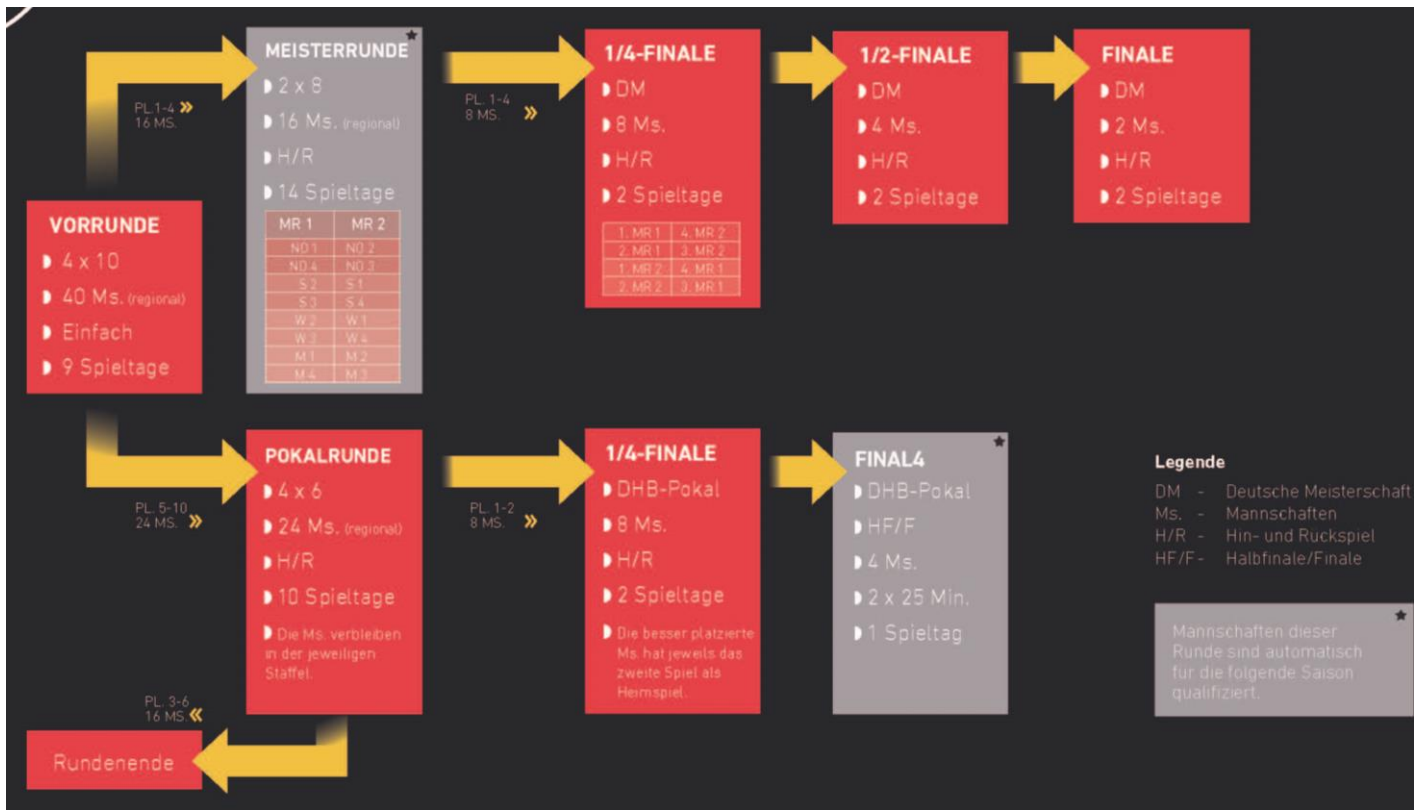 VORRUNDE
4 x 10
40 Ms. (regional)
Einfach
9 Spieltage
PL.1-4
16 MS.
MEISTERRUNDE
2 x 8
16 Ms. (regional)
H/R
14 Spieltage
MR 1 MR 2
NO 1 NO 2
NO 4 NO 3
S 2 S 1
S 3 S 4
W 2 W 1
W 3 W 4
M 1 M 2
M 4 M 3
PL. 1-4
8 MS.
1/4-FINALE
DM
8 Ms.
H/R
2 Spieltage
1. MR 1 4. MR 2
2. MR 1 3. MR 2
1. MR 2 4. MR 1
2. MR 2 3. MR 1
1/2-FINALE
DM
4 Ms.
H/R
2 Spieltage
FINALE
DM
2 Ms.
H/R
2 Spieltage
PL. 5-10
24 MS.
POKALRUNDE
4 x 6
24 Ms. (regional)
H/R
10 Spieltage
Die Ms. verbleiben
in der jeweiligen
Staffel.
PL. 1-2
8 MS.
1/4-FINALE
DHB-Pokal
8 Ms.
H/R
2 Spieltage
Die besser platzierte
Ms. hat jeweils das
zweite Spiel als
Heimspiel.
FINAL4
DHB-Pokal
HF/F
4 Ms.
2 x 25 Min.
1 Spieltag
PL. 3-6
16 MS.
Rundenende
Legende
DM - Deutsche Meisterschaft
Ms. - Mannschaften
H/R - Hin- und Rückspiel
HF/F - Halbfinale/Finale
Mannschaften dieser
Runde sind automatisch
für die folgende Saison
qualifiziert.